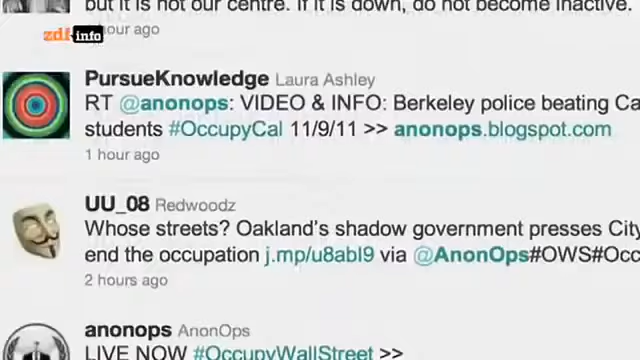 but it is not our centre. If it is down, do not become inactive.
hour ago
zdf.info
PursueKnowledge Laura Ashley
RT @anonops: VIDEO & INFO: Berkeley police beating Ca
students #OccupyCal 11/9/11 >> anonops.blogspot.com
1 hour ago
UU_08 Redwoodz
Whose streets? Oakland's shadow government presses City
end the occupation j.mp/u8abl9 via @AnonOps#OWS#Occ
2 hours ago
anonops AnonOps
LIVE NOW #OccupyWallStreet >>